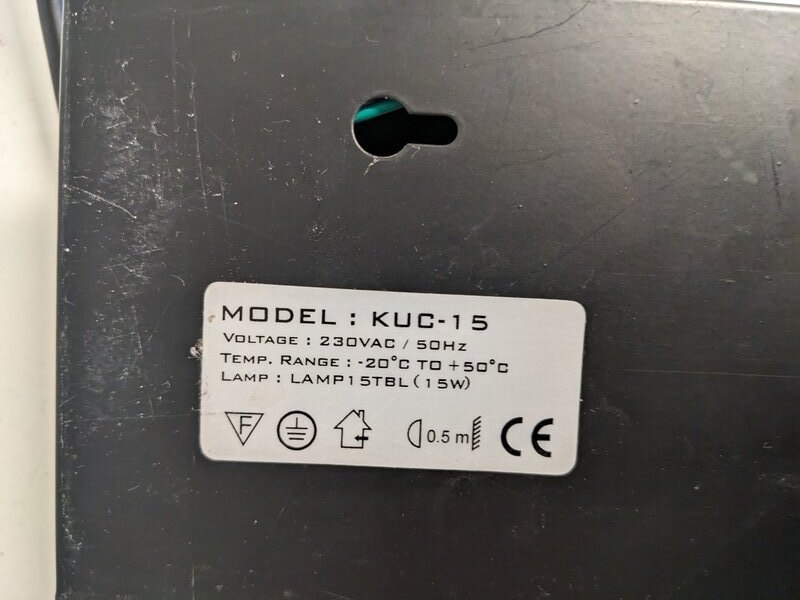 MODEL : KUC-15
VOLTAGE : 230VAC / 50HZ
TEMP. RANGE : -20°C TO +50°C
LAMP : LAMP15TBL (15W)
F 0.5 m CE